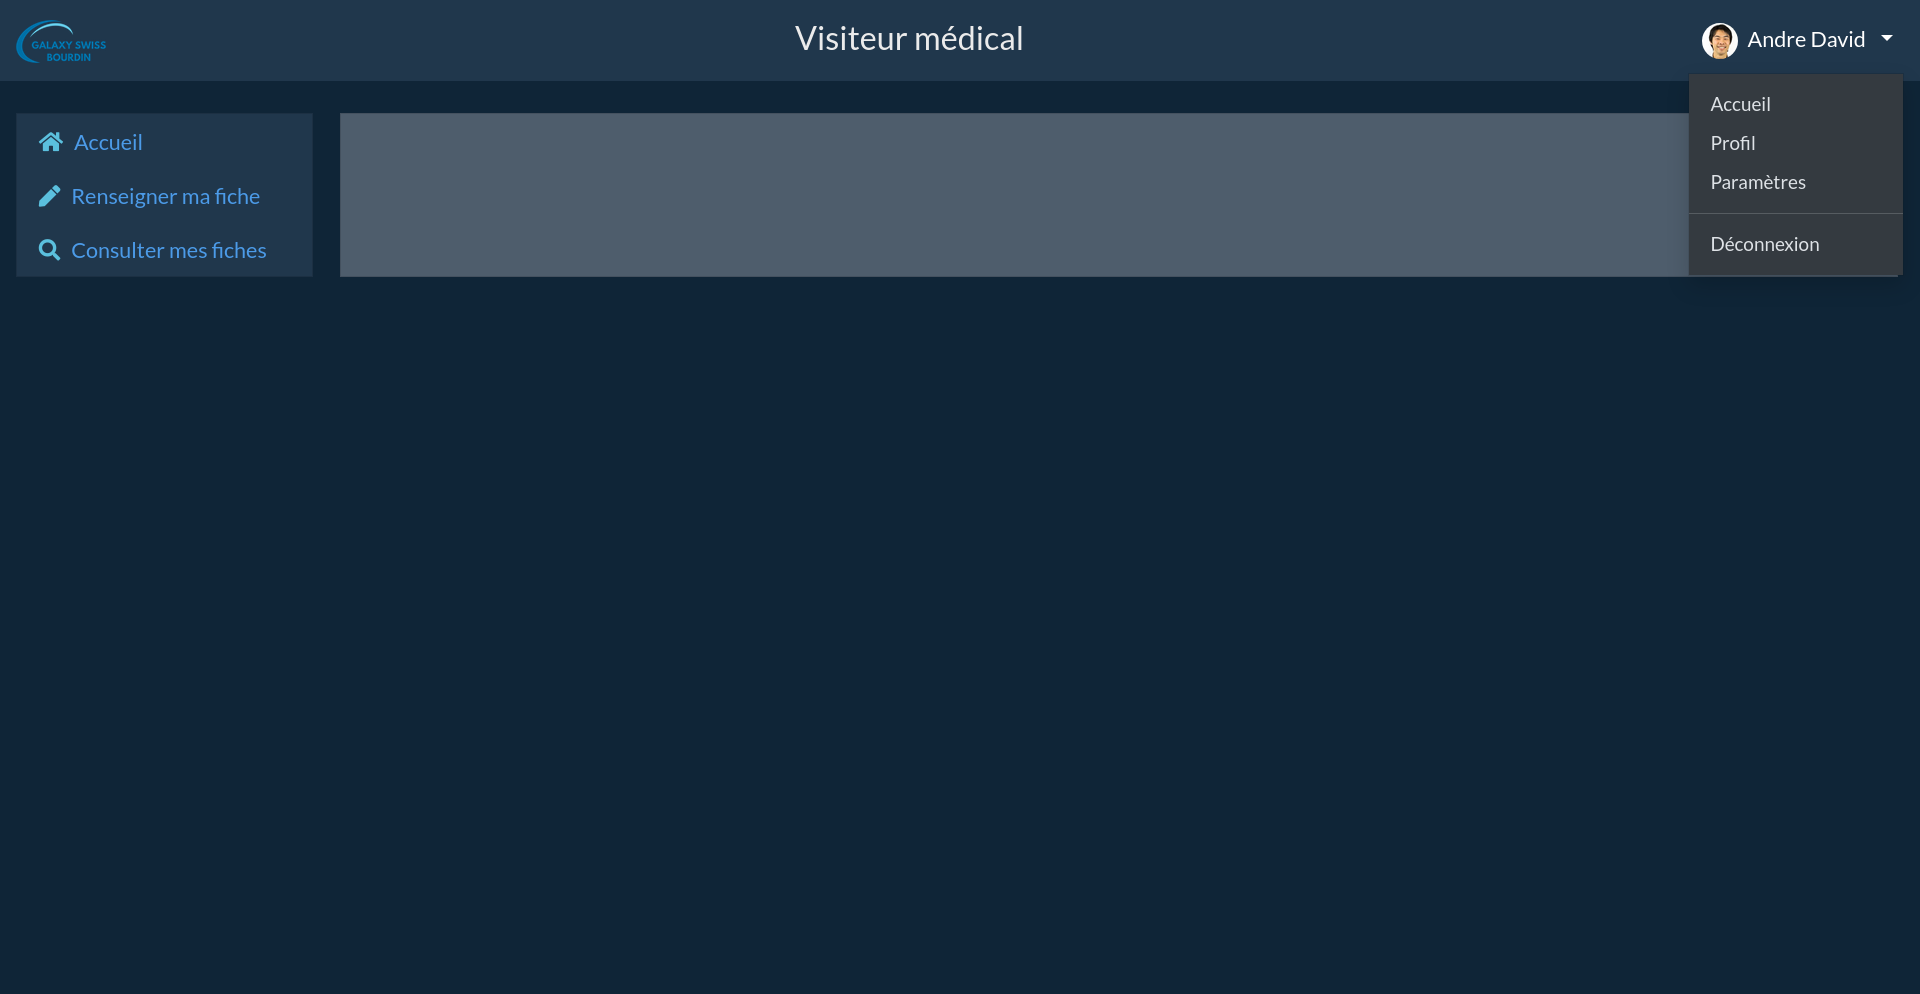 GALAXY SWISS
BOURDIN
Visiteur médical
Andre David
Accueil
Profil
Paramètres
Déconnexion
Accueil
Renseigner ma fiche
Consulter mes fiches